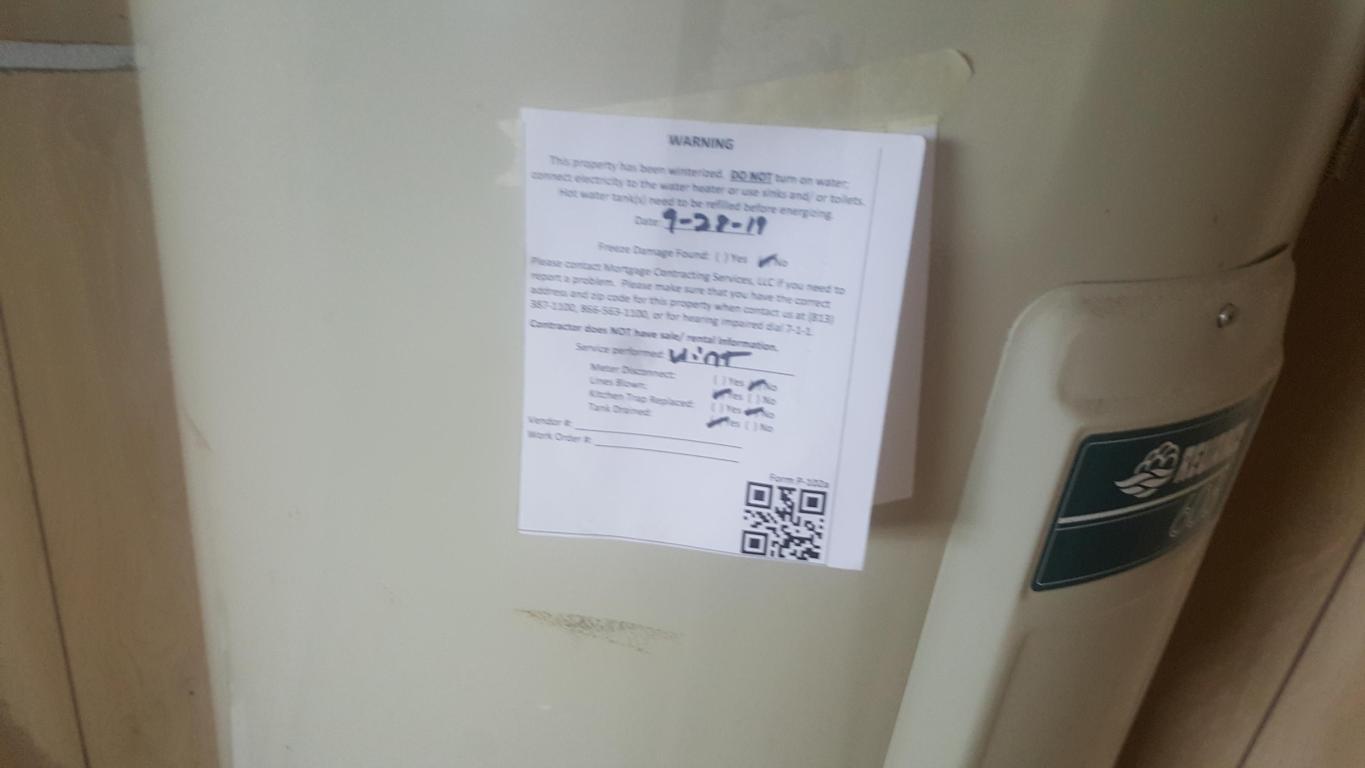 WARNING
This property has been winterized. DO NOT turn on water,
connect electricity to the water heater or use sinks and/ or toilets.
Hot water tank(s) need to be refilled before energizing.
Date: 9-28-19
Freeze Damage Found: ( ) Yes ✓ No
Please contact Mortgage Contracting Services, LLC if you need to
report a problem. Please make sure that you have the correct
address and zip code for this property when contact us at (813)
387-1100, 866-563-1100, or for hearing impaired dial 7-1-1.
Contractor does NOT have sale/ rental information.
Service performed: Wint
Meter Disconnect: ( ) Yes ✓ No
Lines Blown: ✓ Yes ( ) No
Kitchen Trap Replaced: ( ) Yes ✓ No
Tank Drained: ✓ Yes ( ) No
Vendor #:
Work Order #:
Form P-102a